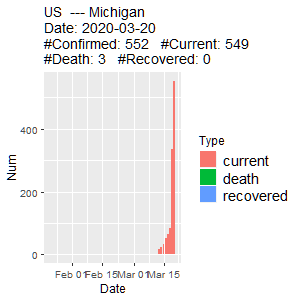 US  --- Michigan
Date: 2020-03-20
#Confirmed: 552   #Current: 549
#Death: 3   #Recovered: 0
Num
400
200
0
Feb 01
Feb 15
Mar 01
Mar 15
Date
Type
current
death
recovered